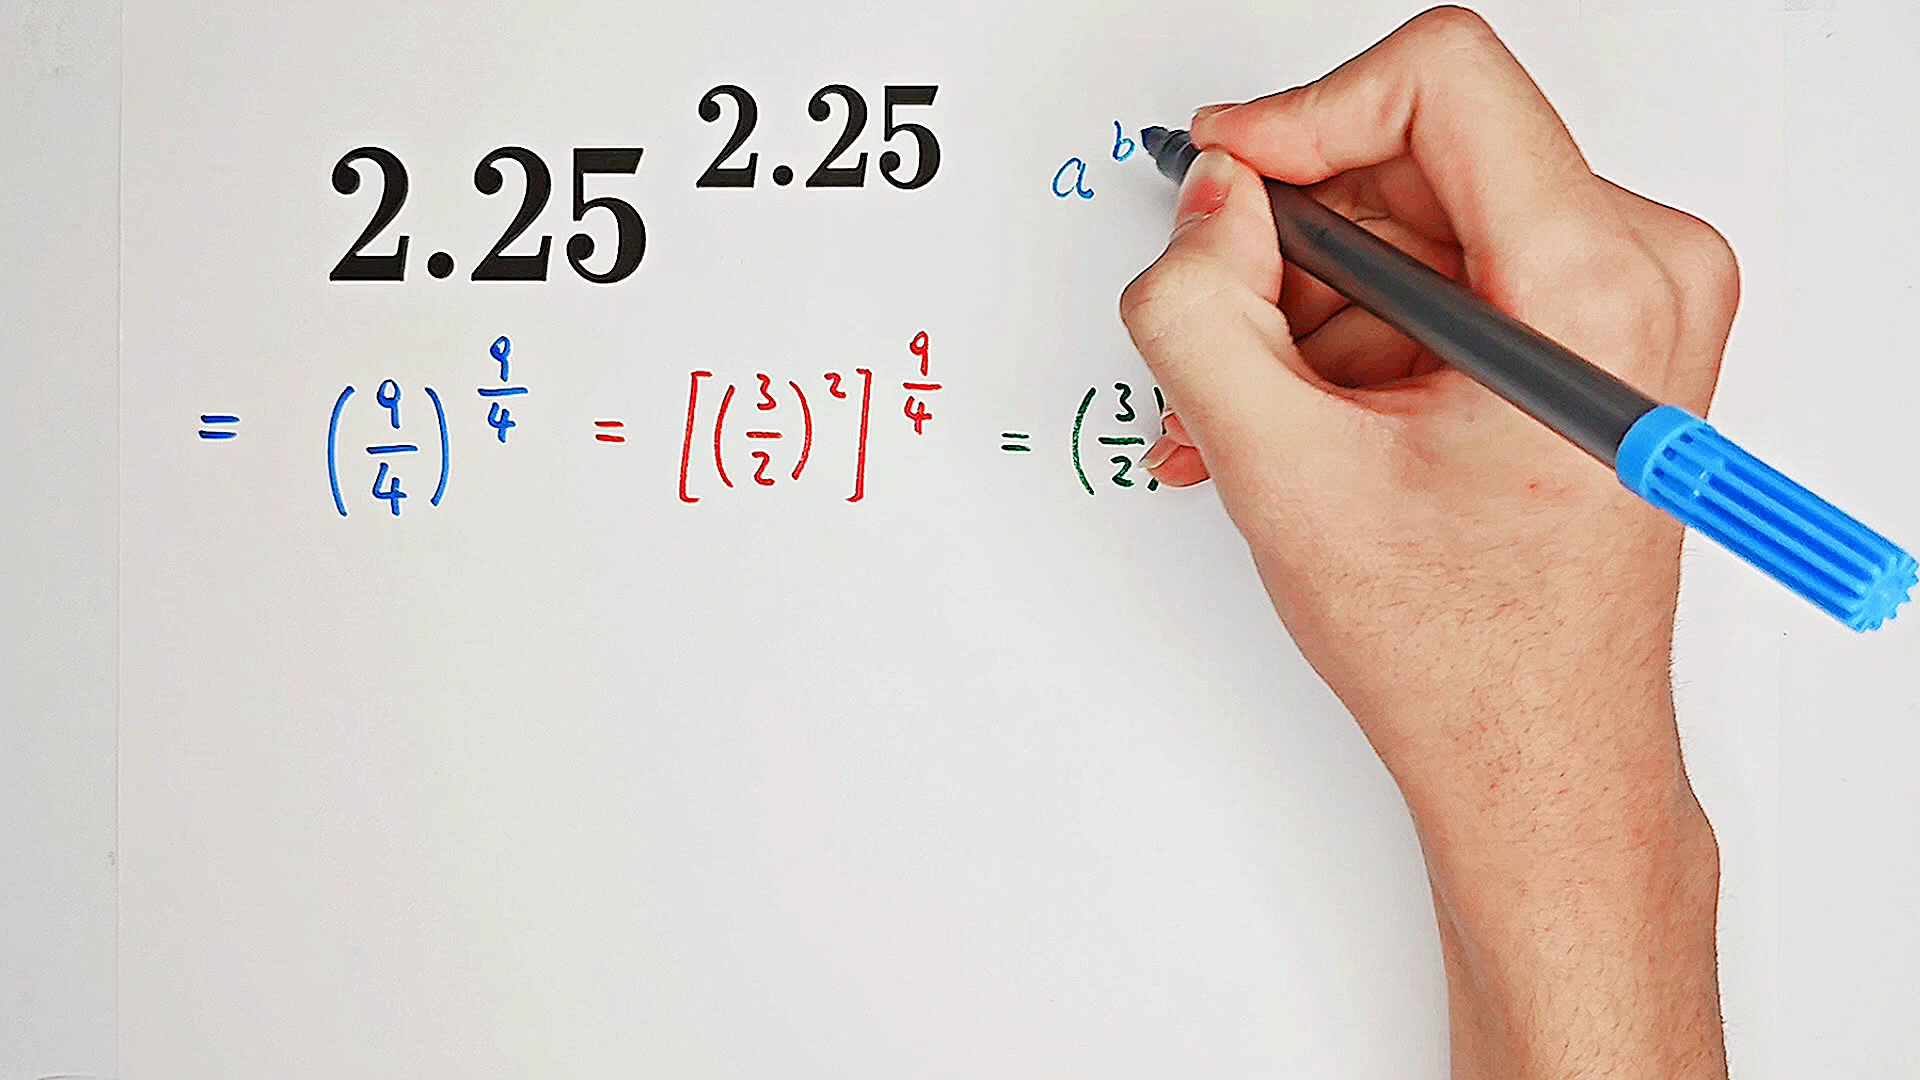 2.25^2.25 a^b
= (9/4)^(9/4) = [(3/2)^2]^(9/4) = (3/2)